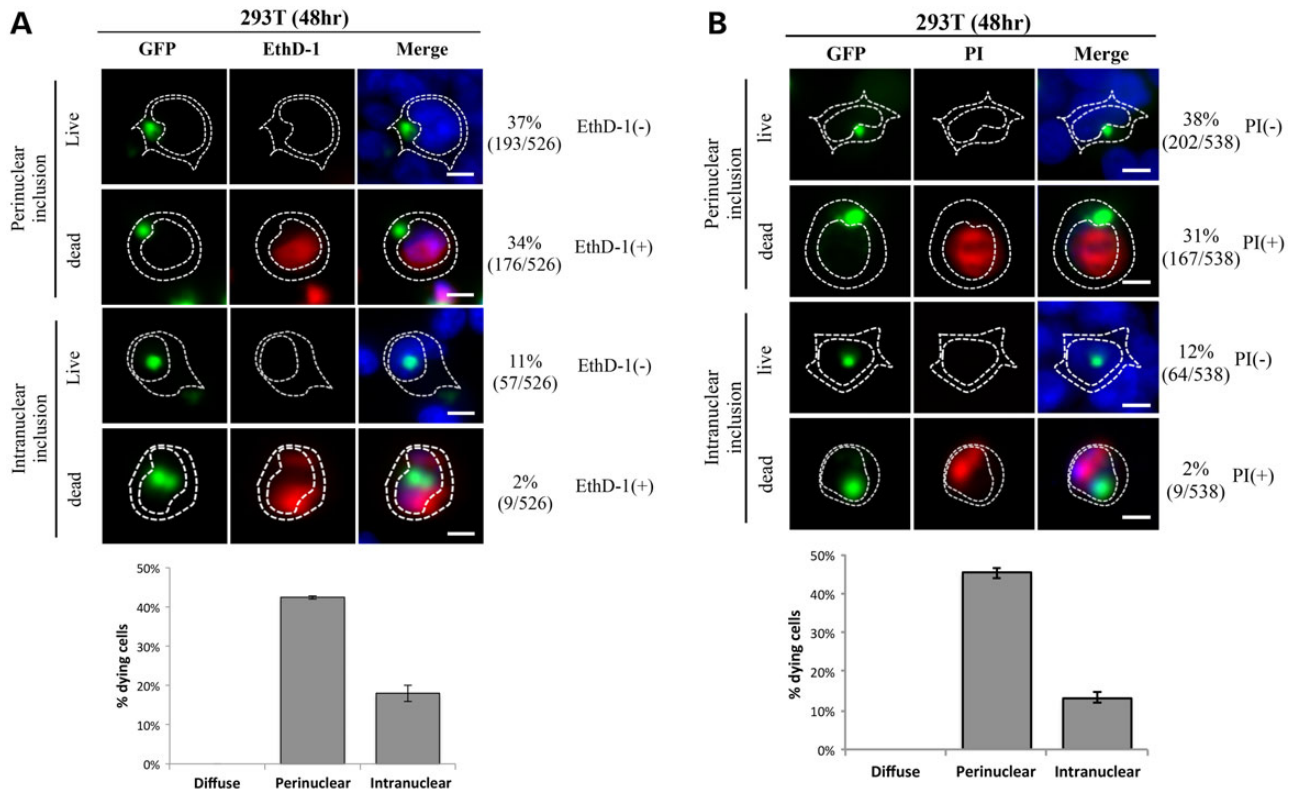 A
293T (48hr)
GFP EthD-1 Merge
Perinuclear inclusion
Live
37%
(193/526)
EthD-1(-)
dead
34%
(176/526)
EthD-1(+)
Intranuclear inclusion
Live
11%
(57/526)
EthD-1(-)
dead
2%
(9/526)
EthD-1(+)
% dying cells
50%
40%
30%
20%
10%
0%
Diffuse Perinuclear Intranuclear
B
293T (48hr)
GFP PI Merge
Perinuclear inclusion
live
38%
(202/538)
PI(-)
dead
31%
(167/538)
PI(+)
Intranuclear inclusion
live
12%
(64/538)
PI(-)
dead
2%
(9/538)
PI(+)
% dying cells
50%
40%
30%
20%
10%
0%
Diffuse Perinuclear Intranuclear